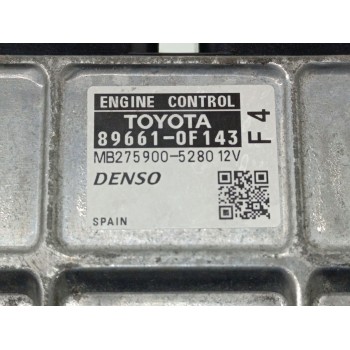 ENGINE CONTROL
TOYOTA
89661-0F143
F4
MB275900-5280 12V
DENSO
SPAIN